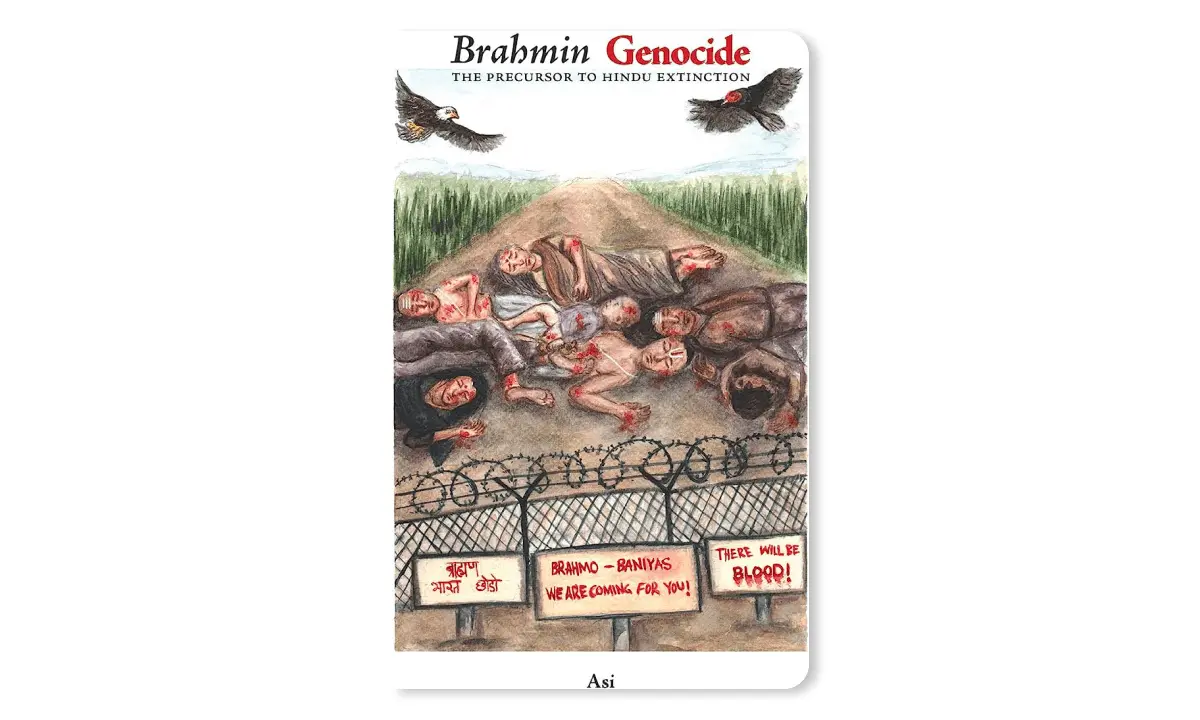 Brahmin Genocide
THE PRECURSOR TO HINDU EXTINCTION
ब्राह्मण
भारत छोडो
BRAHMO - BANIYAS
WE ARE COMING FOR YOU!
THERE WILL BE
BLOOD!
Asi